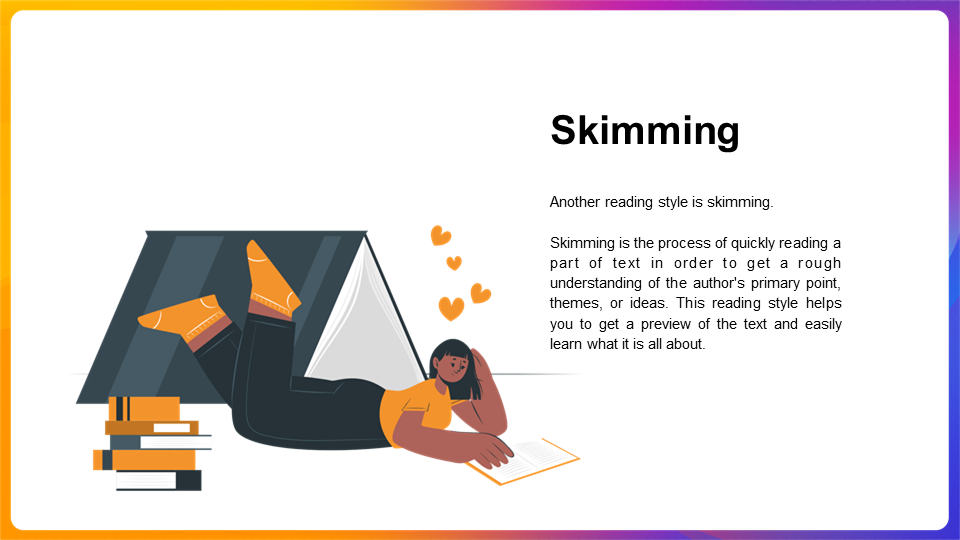 Skimming
Another reading style is skimming.
Skimming is the process of quickly reading a
part of text in order to get a rough
understanding of the author's primary point,
themes, or ideas. This reading style helps
you to get a preview of the text and easily
learn what it is all about.